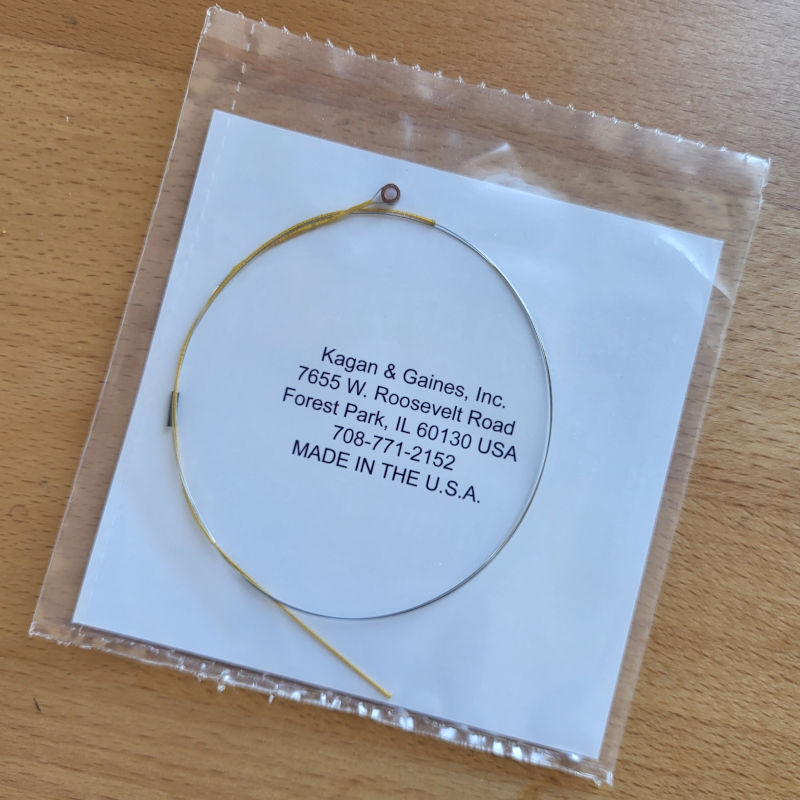 Kagan & Gaines, Inc.
7655 W. Roosevelt Road
Forest Park, IL 60130 USA
708-771-2152
MADE IN THE U.S.A.